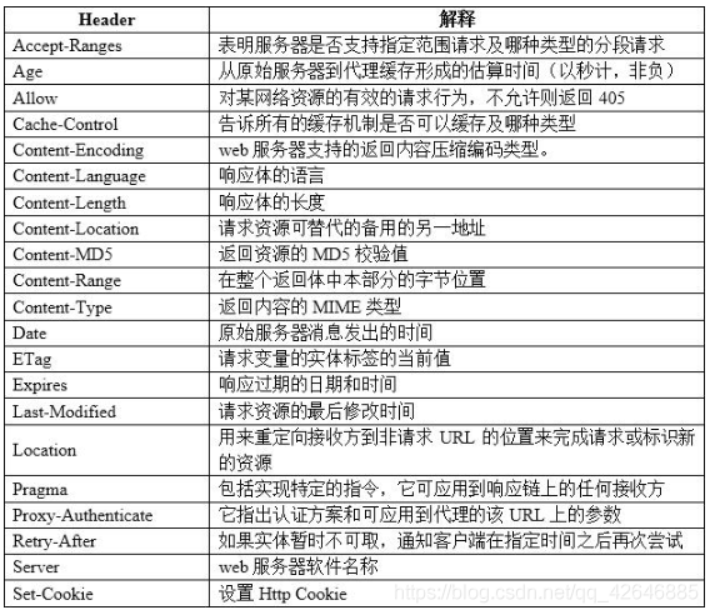 Header 解释
Accept-Ranges 表明服务器是否支持指定范围请求及哪种类型的分段请求
Age 从原始服务器到代理缓存形成的估算时间（以秒计，非负）
Allow 对某网络资源的有效的请求行为，不允许则返回 405
Cache-Control 告诉所有的缓存机制是否可以缓存及哪种类型
Content-Encoding web 服务器支持的返回内容压缩编码类型。
Content-Language 响应体的语言
Content-Length 响应体的长度
Content-Location 请求资源可替代的备用的另一地址
Content-MD5 返回资源的 MD5 校验值
Content-Range 在整个返回体中本部分的字节位置
Content-Type 返回内容的 MIME 类型
Date 原始服务器消息发出的时间
ETag 请求变量的实体标签的当前值
Expires 响应过期的日期和时间
Last-Modified 请求资源的最后修改时间
Location 用来重定向接收方到非请求 URL 的位置来完成请求或标识新
的资源
Pragma 包括实现特定的指令，它可应用到响应链上的任何接收方
Proxy-Authenticate 它指出认证方案和可应用到代理的该 URL 上的参数
Retry-After 如果实体暂时不可取，通知客户端在指定时间之后再次尝试
Server web 服务器软件名称
Set-Cookie 设置 Http Cookie
https://blog.csdn.net/qq_42646885